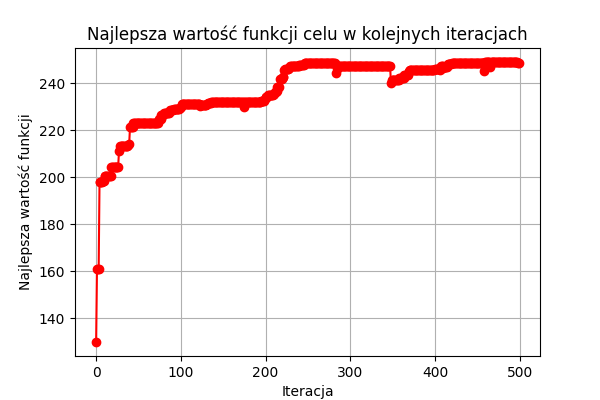 Najlepsza wartość funkcji celu w kolejnych iteracjach
Najlepsza wartość funkcji
240
220
200
180
160
140
0 100 200 300 400 500
Iteracja